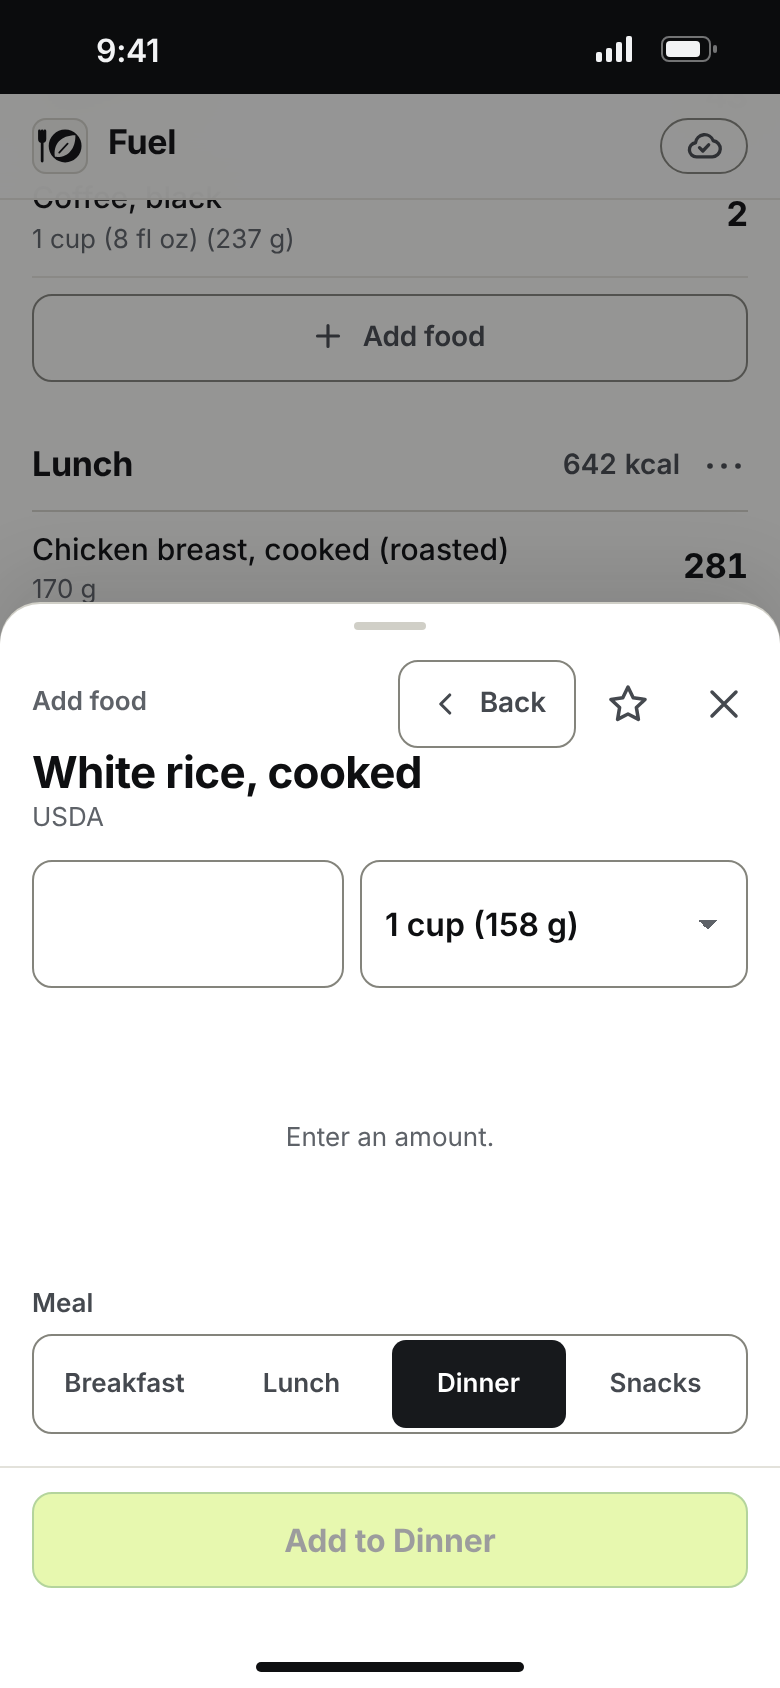 9:41
Fuel
Coffee, black
2
1 cup (8 fl oz) (237 g)
Add food
Lunch
642 kcal
Chicken breast, cooked (roasted)
281
170 g
Add food
Back
White rice, cooked
USDA
1 cup (158 g)
Enter an amount.
Meal
Breakfast
Lunch
Dinner
Snacks
Add to Dinner